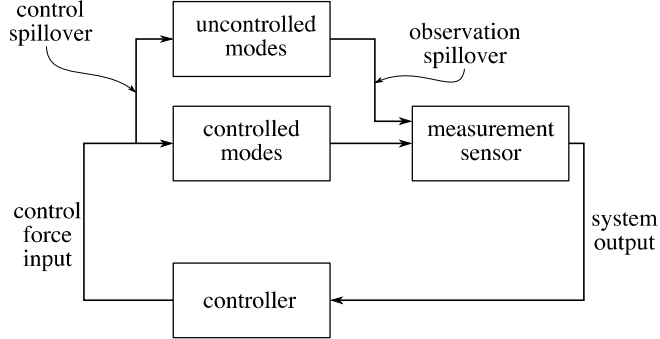 control
spillover
uncontrolled
modes
observation
spillover
controlled
modes
measurement
sensor
control
force
input
system
output
controller